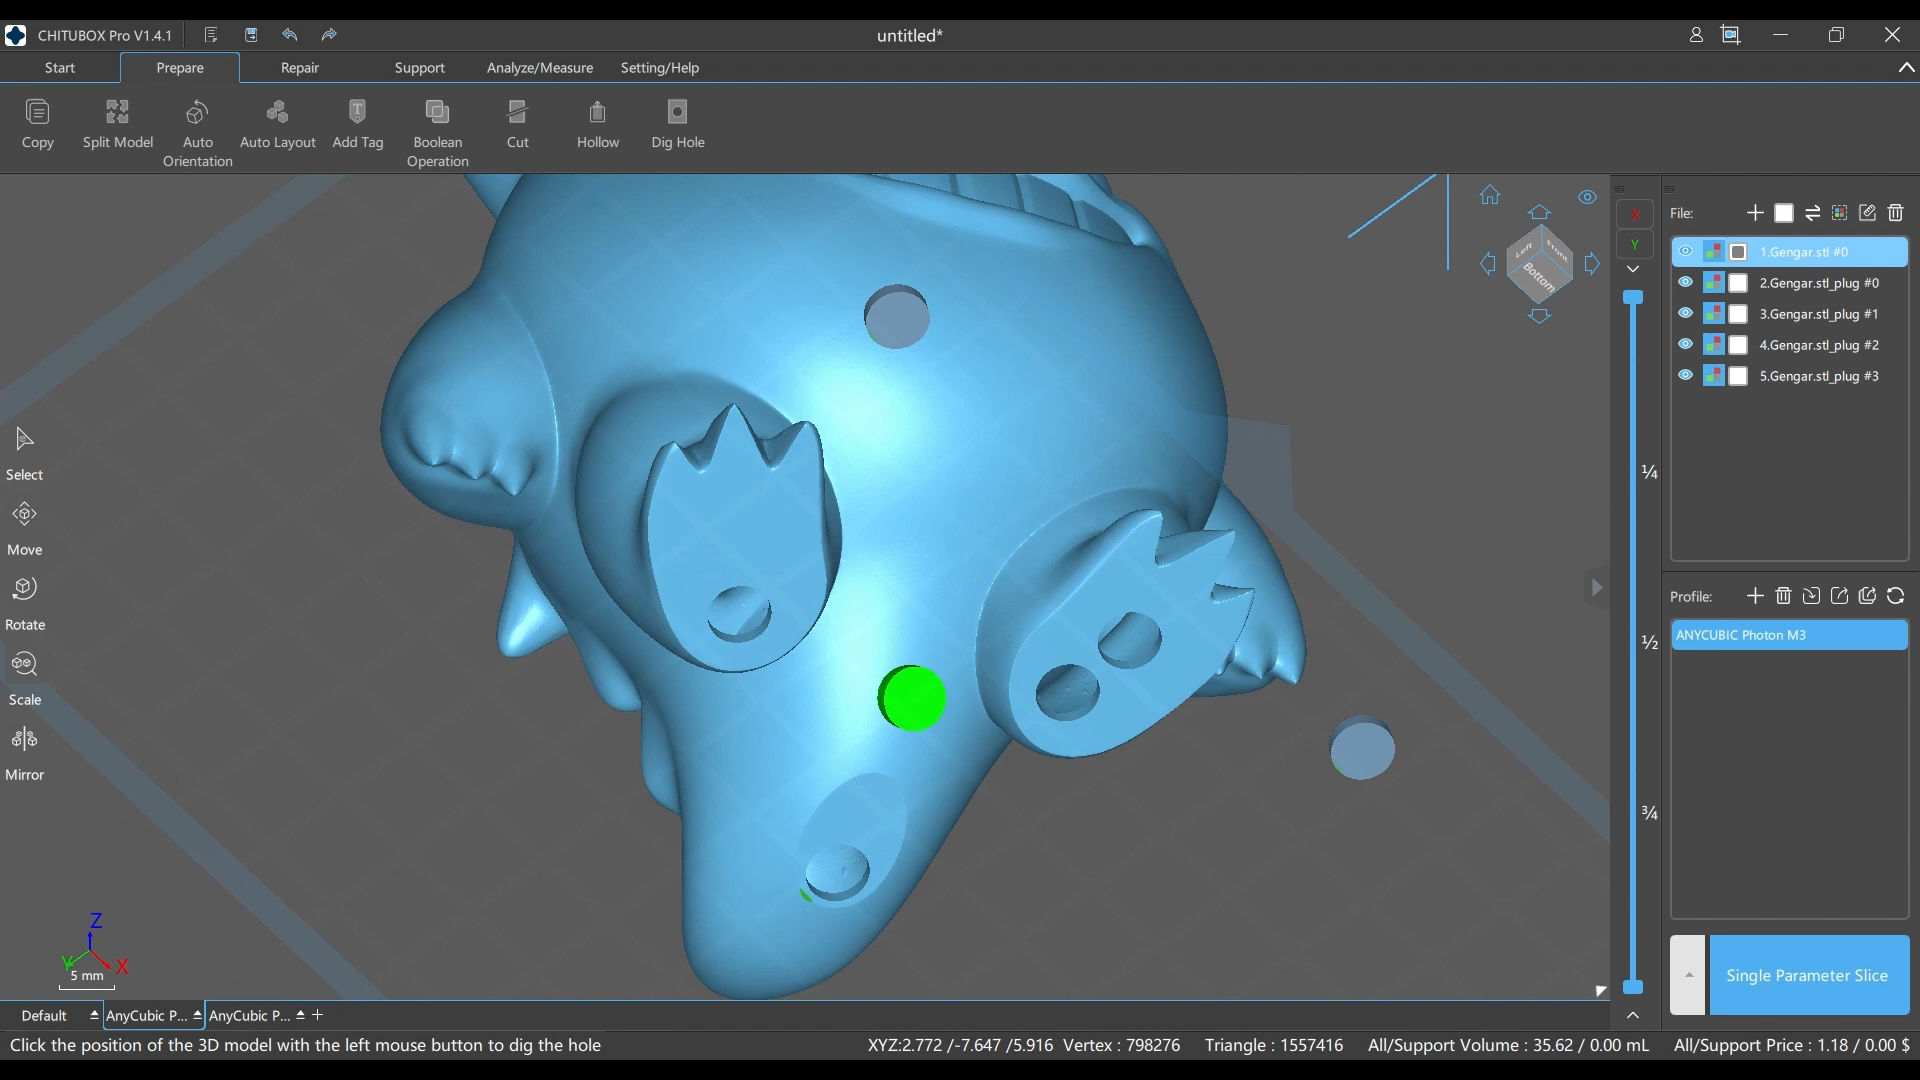 CHITUBOX Pro V1.4.1
untitled*
Start
Prepare
Repair
Support
Analyze/Measure
Setting/Help
Copy
Split Model
Auto
Orientation
Auto Layout
Add Tag
Boolean
Operation
Cut
Hollow
Dig Hole
Left
Front
Bottom
X
Y
¼
½
¾
File:
1.Gengar.stl #0
2.Gengar.stl_plug #0
3.Gengar.stl_plug #1
4.Gengar.stl_plug #2
5.Gengar.stl_plug #3
Profile:
ANYCUBIC Photon M3
Single Parameter Slice
Select
Move
Rotate
Scale
Mirror
Z
Y
X
5 mm
Default
AnyCubic P...
AnyCubic P...
Click the position of the 3D model with the left mouse button to dig the hole
XYZ:2.772 /-7.647 /5.916 Vertex : 798276 Triangle : 1557416 All/Support Volume : 35.62 / 0.00 mL All/Support Price : 1.18 / 0.00 $